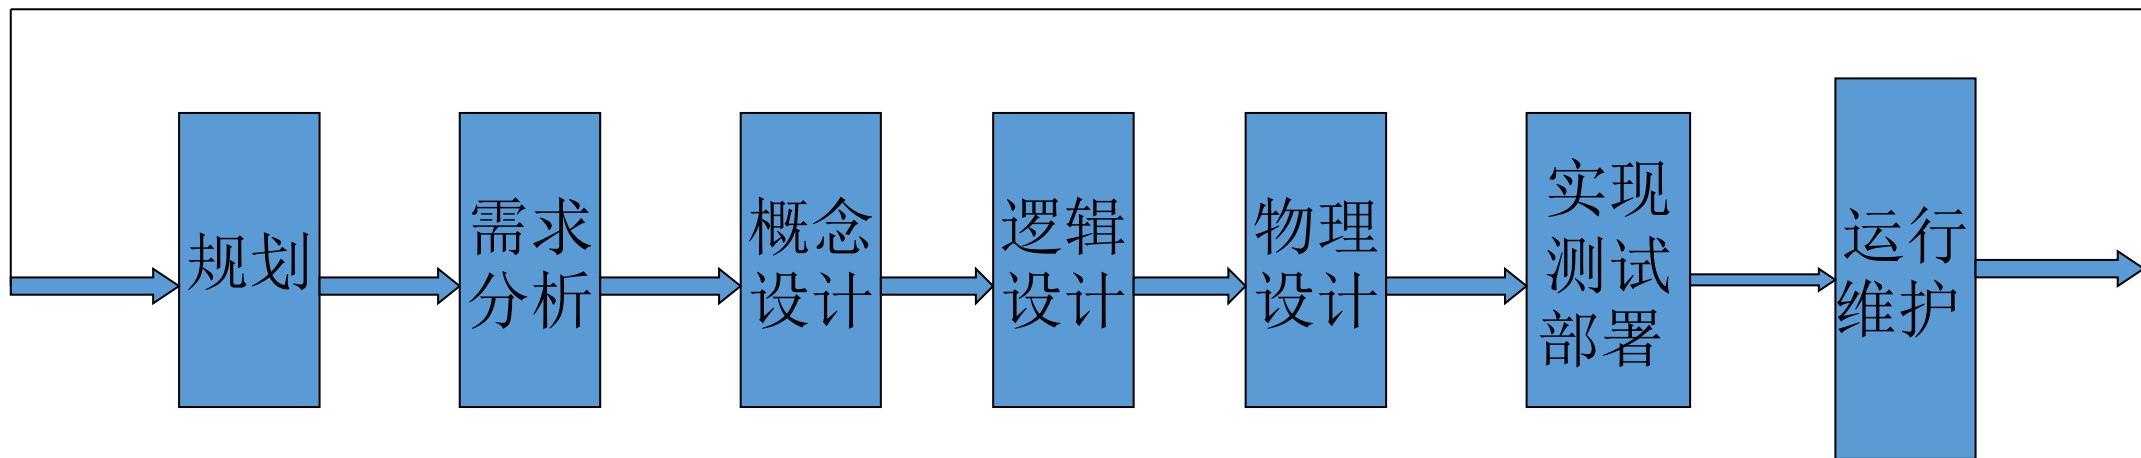 规划
需求
分析
概念
设计
逻辑
设计
物理
设计
实现
测试
部署
运行
维护